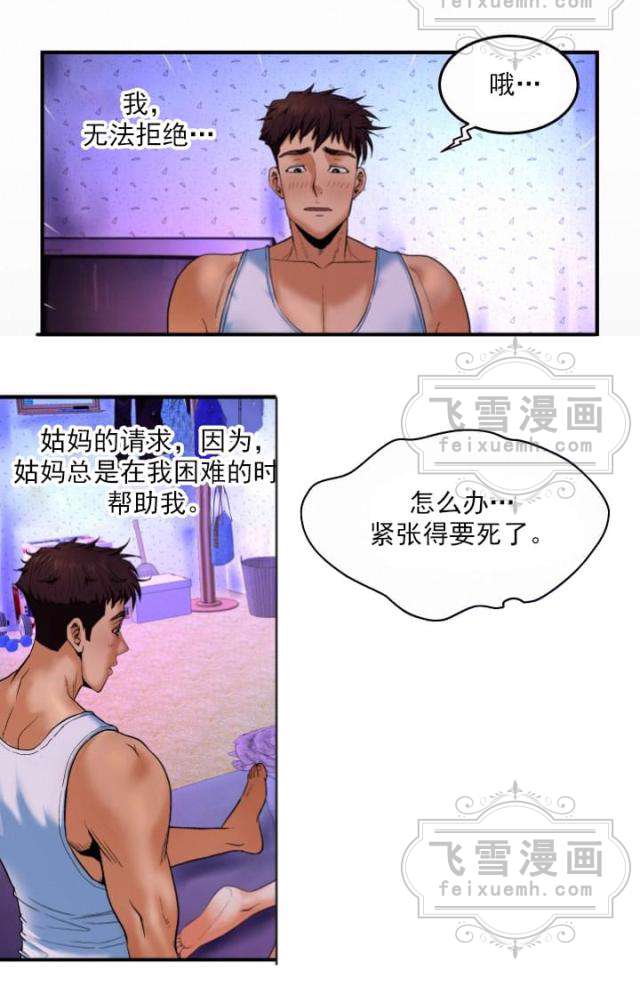 feixuemh.com
哦…
我，
无法拒绝…
飞雪漫画
feixuemh.com
姑妈的请求，因为，
姑妈总是在我困难的时
帮助我。
怎么办…
紧张得要死了。
飞雪漫画
feixuemh.com